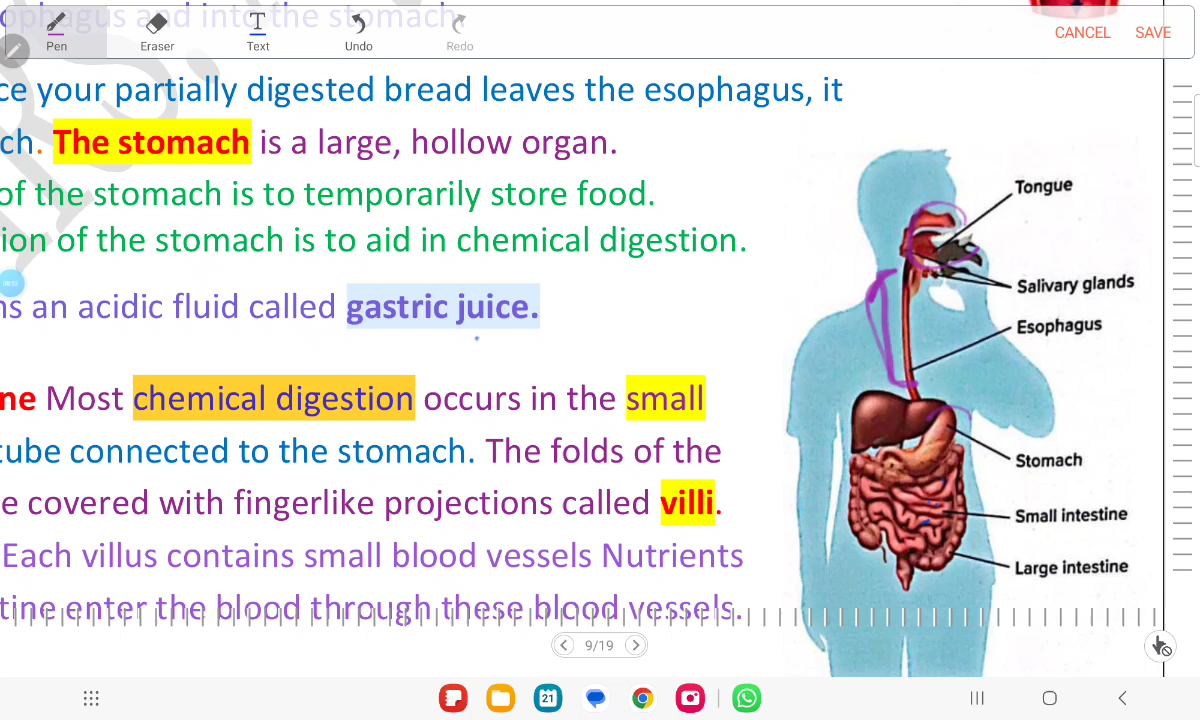 ophagus and into the stomach.
Pen
Eraser
Text
Undo
Redo
CANCEL
SAVE
ce your partially digested bread leaves the esophagus, it
ch. The stomach is a large, hollow organ.
of the stomach is to temporarily store food.
ion of the stomach is to aid in chemical digestion.
ns an acidic fluid called gastric juice.
ne Most chemical digestion occurs in the small
tube connected to the stomach. The folds of the
e covered with fingerlike projections called villi.
Each villus contains small blood vessels Nutrients
tine enter the blood through these blood vessels.
Tongue
Salivary glands
Esophagus
Stomach
Small intestine
Large intestine
9/19
21